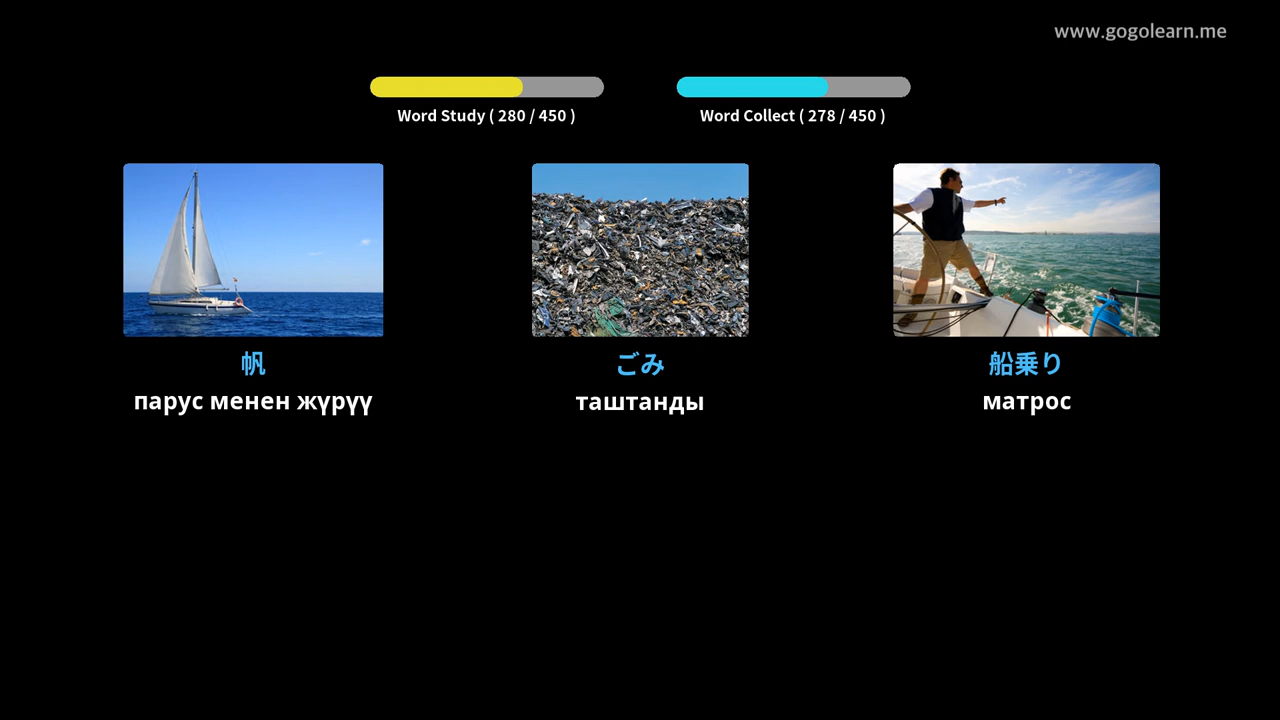 www.gogolearn.me
Word Study ( 280 / 450 )
Word Collect ( 278 / 450 )
帆
парус менен жүрүү
ごみ
таштанды
船乗り
матрос